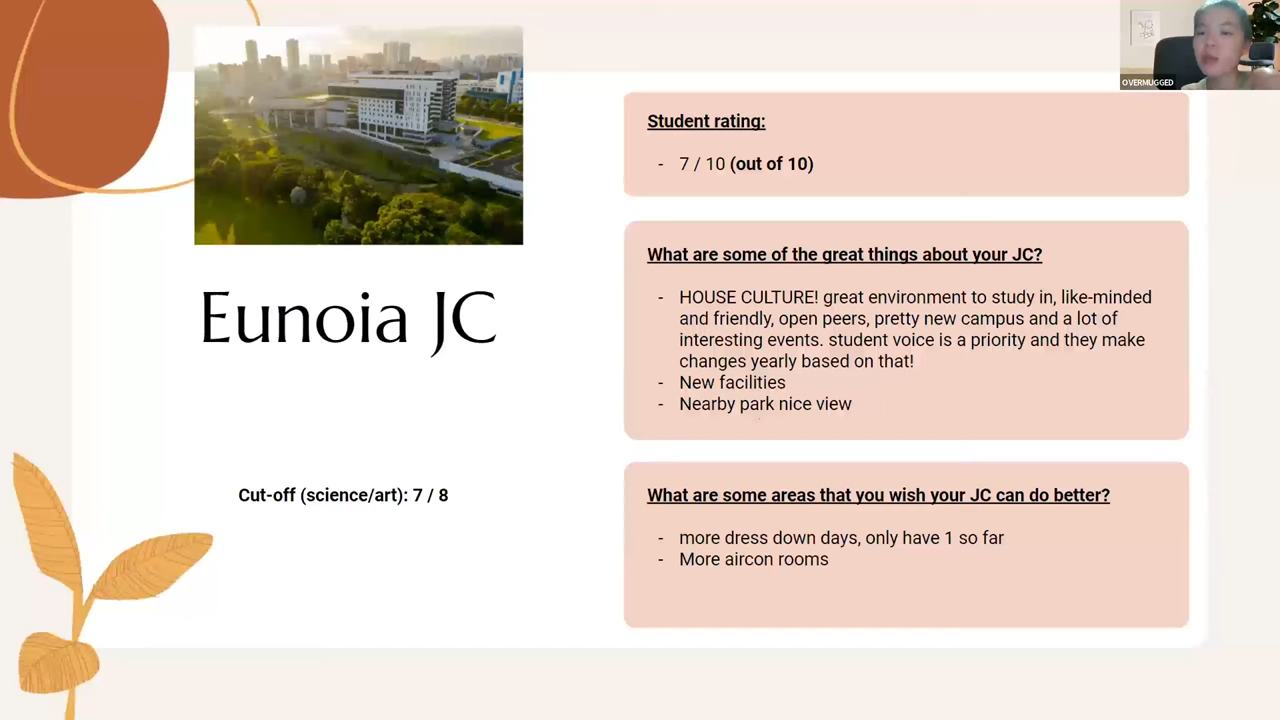 OVERMUGGED
Student rating:
- 7 / 10 (out of 10)
What are some of the great things about your JC?
- HOUSE CULTURE! great environment to study in, like-minded
and friendly, open peers, pretty new campus and a lot of
interesting events. student voice is a priority and they make
changes yearly based on that!
- New facilities
- Nearby park nice view
Eunoia JC
Cut-off (science/art): 7 / 8
What are some areas that you wish your JC can do better?
- more dress down days, only have 1 so far
- More aircon rooms